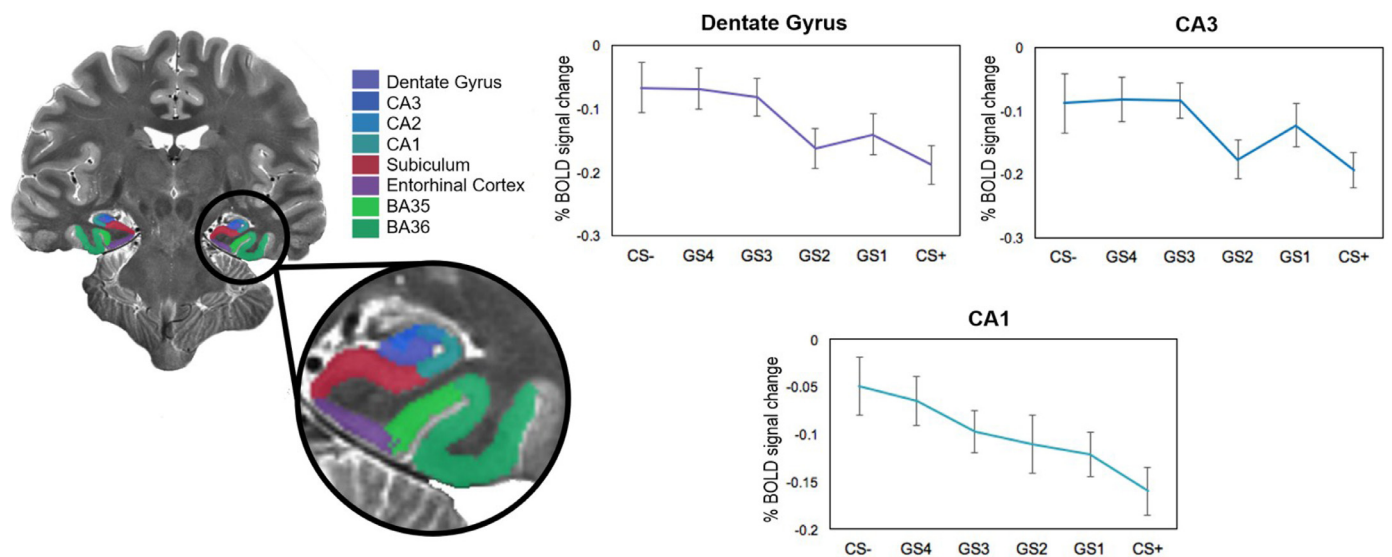 Dentate Gyrus
CA3
CA2
CA1
Subiculum
Entorhinal Cortex
BA35
BA36
Dentate Gyrus
% BOLD signal change
0
-0.1
-0.2
-0.3
CS- GS4 GS3 GS2 GS1 CS+
CA3
% BOLD signal change
0
-0.1
-0.2
-0.3
CS- GS4 GS3 GS2 GS1 CS+
CA1
% BOLD signal change
0
-0.05
-0.1
-0.15
-0.2
CS- GS4 GS3 GS2 GS1 CS+